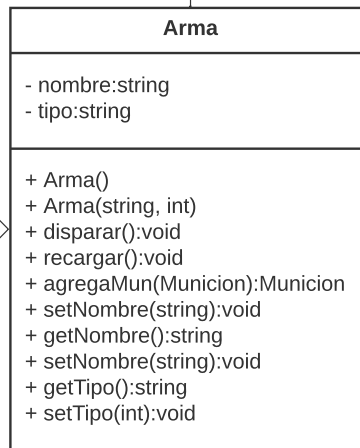 Arma
- nombre:string
- tipo:string
+ Arma()
+ Arma(string, int)
+ disparar():void
+ recargar():void
+ agregaMun(Municion):Municion
+ setNombre(string):void
+ getNombre():string
+ setNombre(string):void
+ getTipo():string
+ setTipo(int):void